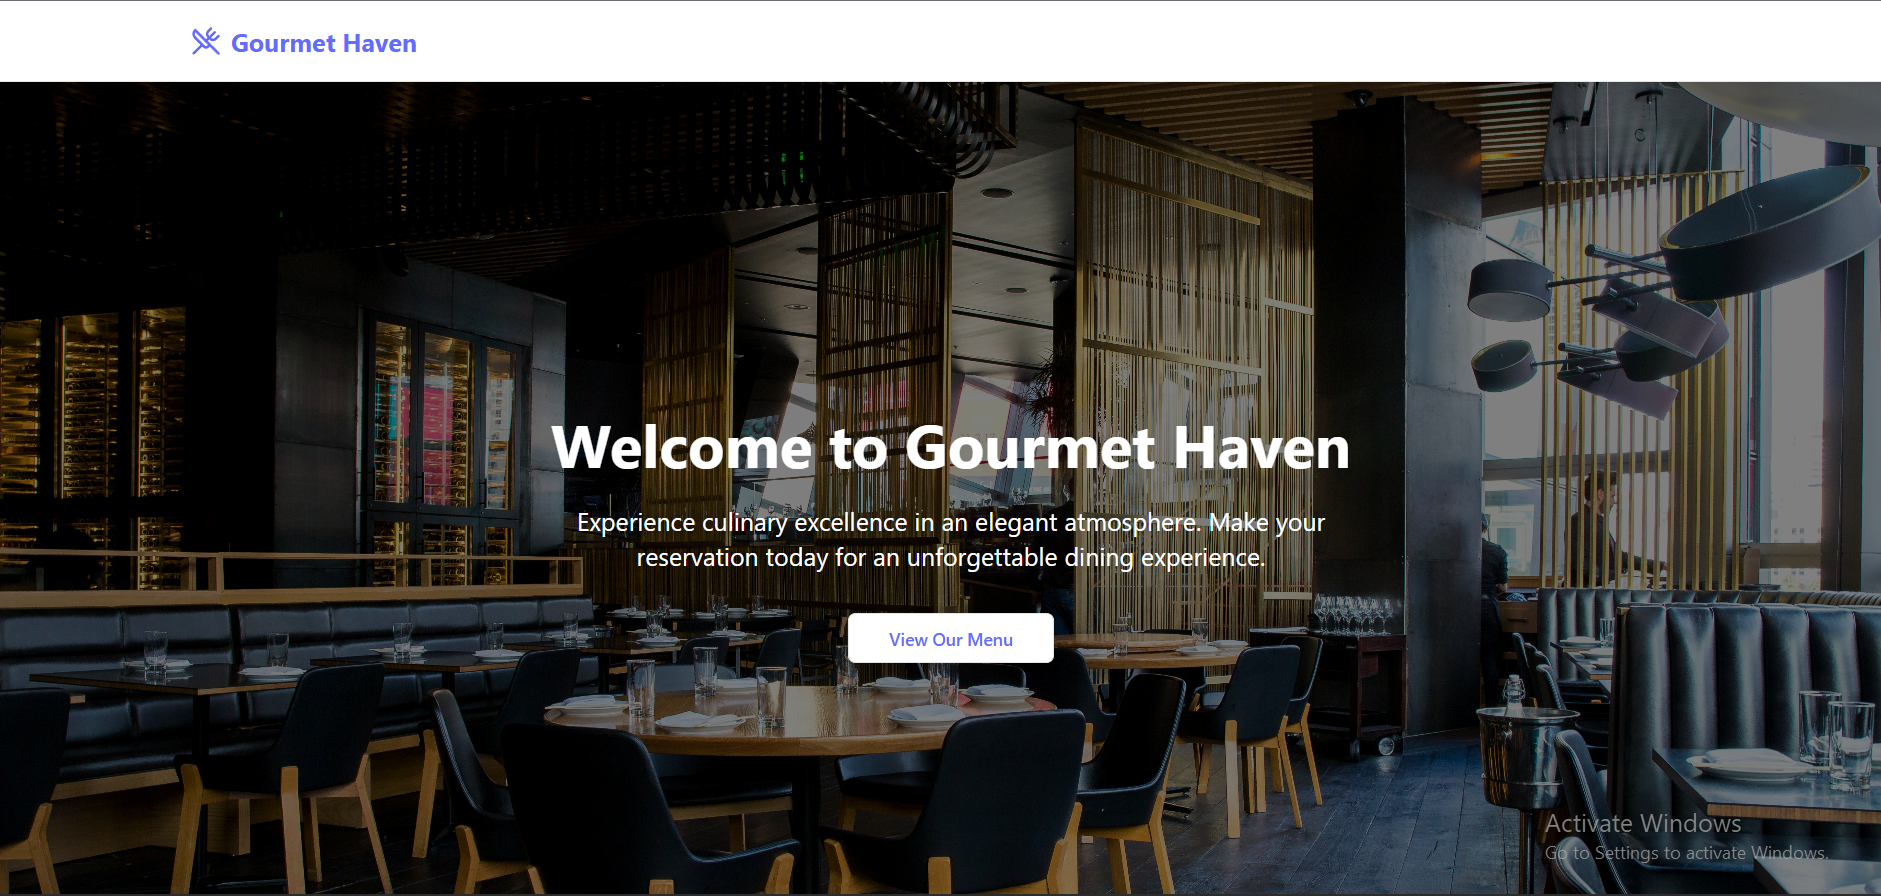 Gourmet Haven
Welcome to Gourmet Haven
Experience culinary excellence in an elegant atmosphere. Make your
reservation today for an unforgettable dining experience.
View Our Menu
Activate Windows
Go to Settings to activate Windows.